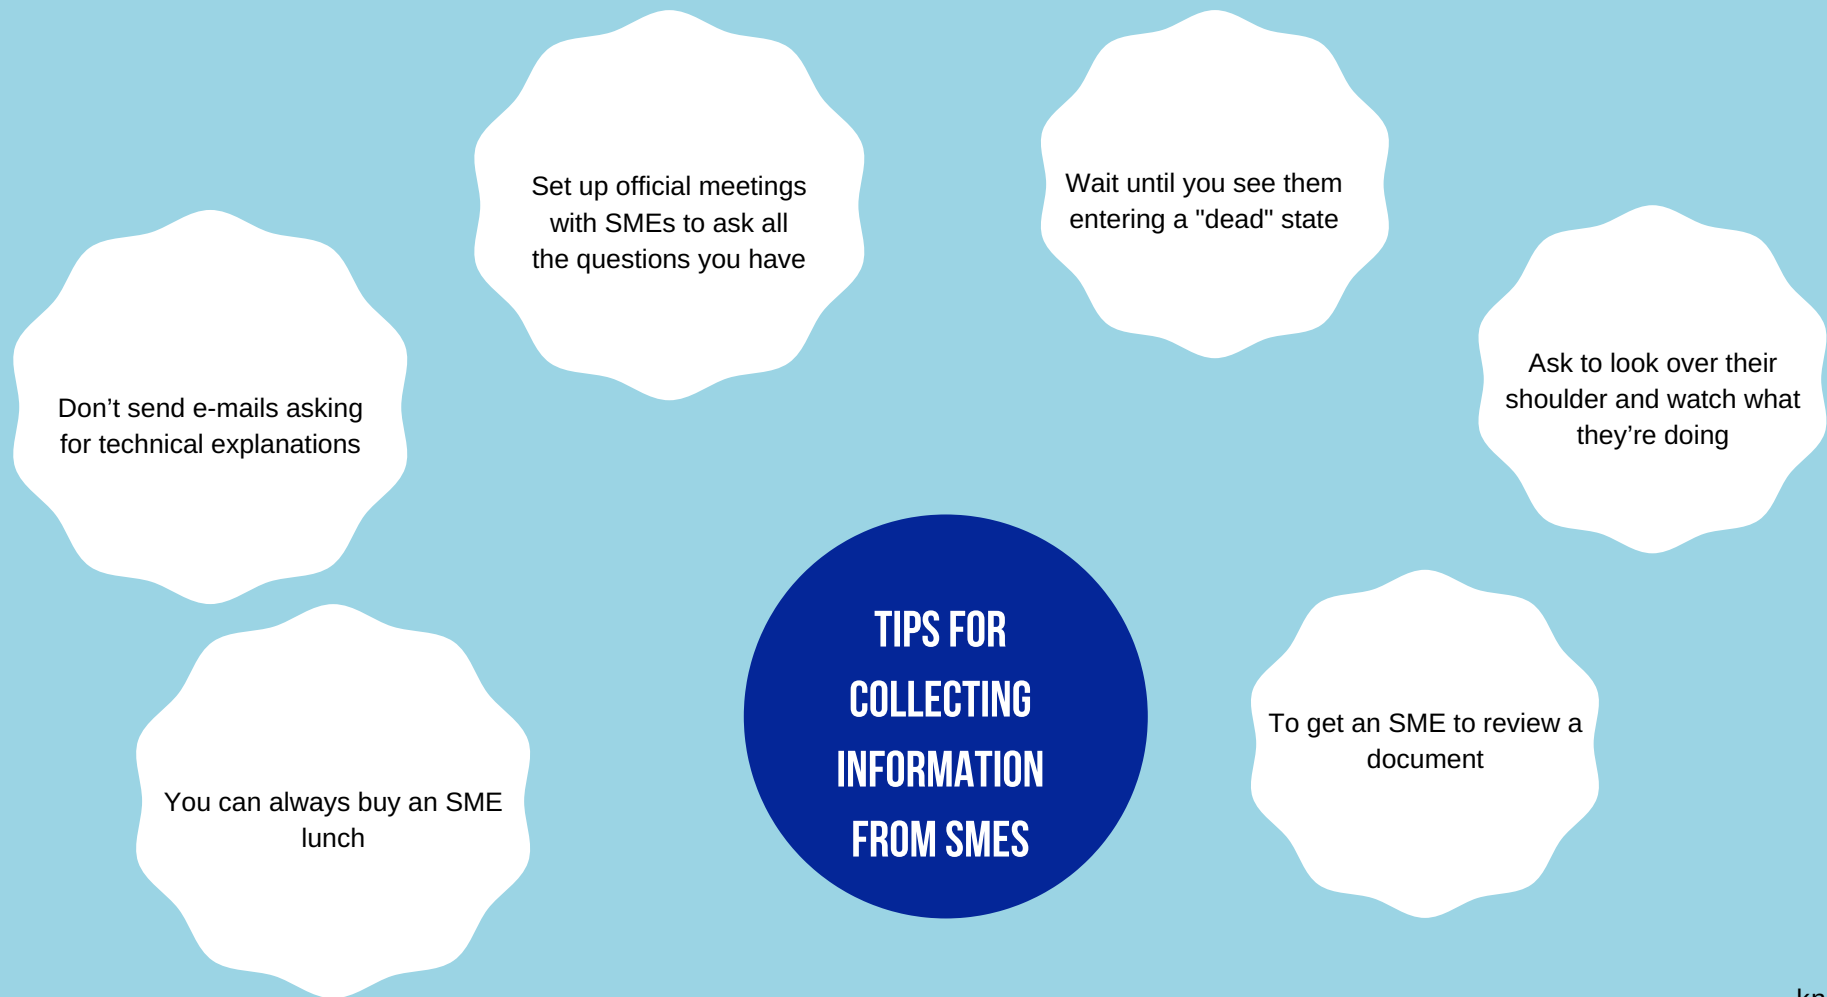 Set up official meetings
with SMEs to ask all
the questions you have
Wait until you see them
entering a "dead" state
Don’t send e-mails asking
for technical explanations
Ask to look over their
shoulder and watch what
they’re doing
TIPS FOR
COLLECTING
INFORMATION
FROM SMES
You can always buy an SME
lunch
To get an SME to review a
document